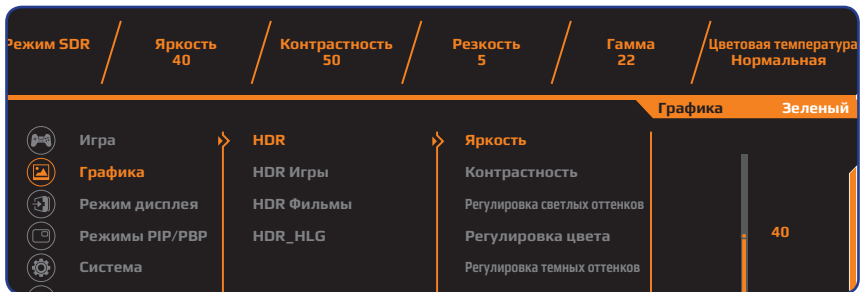 Режим SDR
Яркость
40
Контрастность
50
Резкость
5
Гамма
22
Цветовая температура
Нормальная
Графика Зеленый
Игра
Графика
Режим дисплея
Режимы PIP/PBP
Система
HDR
HDR Игры
HDR Фильмы
HDR_HLG
Яркость
Контрастность
Регулировка светлых оттенков
Регулировка цвета
Регулировка темных оттенков
40